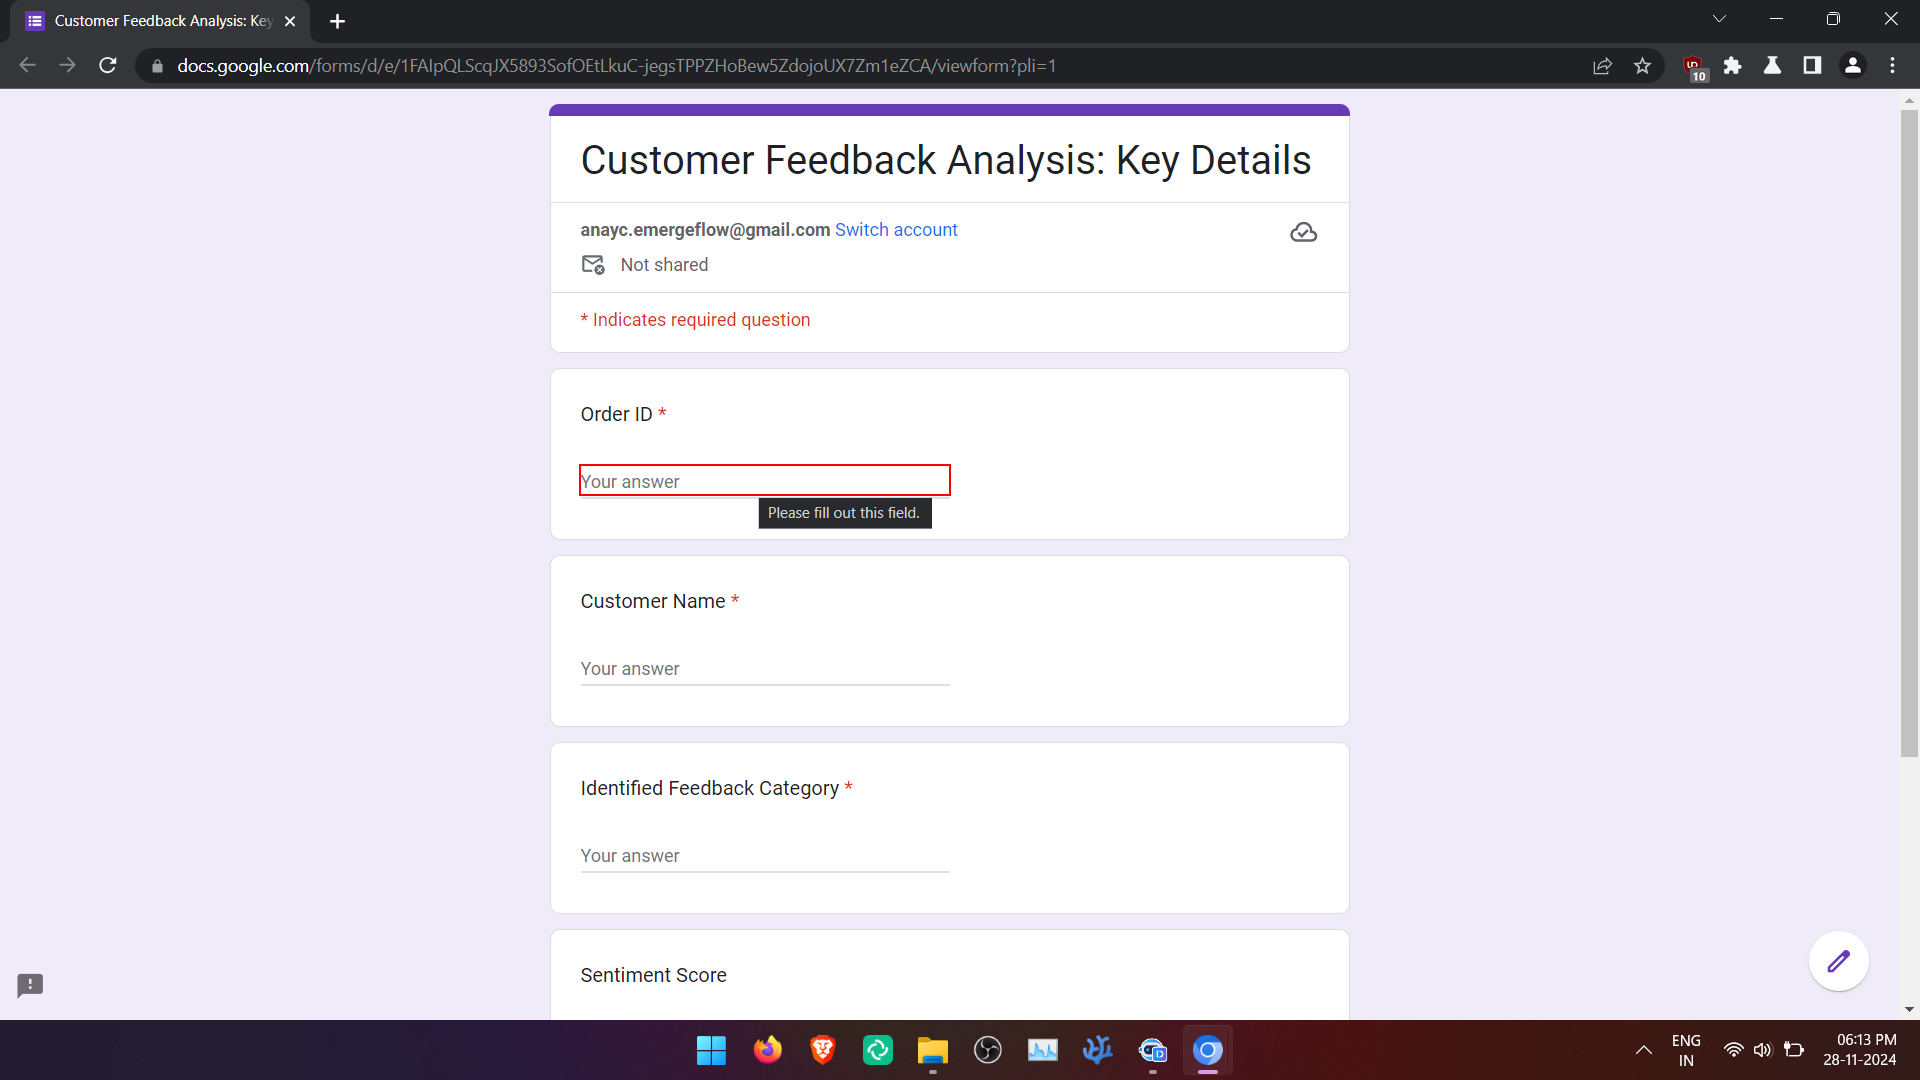 Customer Feedback Analysis: Key
docs.google.com/forms/d/e/1FAIpQLScqJX5893SofOEtLkuC-jegsTPPZHoBew5ZdojoUX7Zm1eZCA/viewform?pli=1
10
Customer Feedback Analysis: Key Details
anayc.emergeflow@gmail.com Switch account
Not shared
* Indicates required question
Order ID *
Your answer
Please fill out this field.
Customer Name *
Your answer
Identified Feedback Category *
Your answer
Sentiment Score
ENG
IN
06:13 PM
28-11-2024